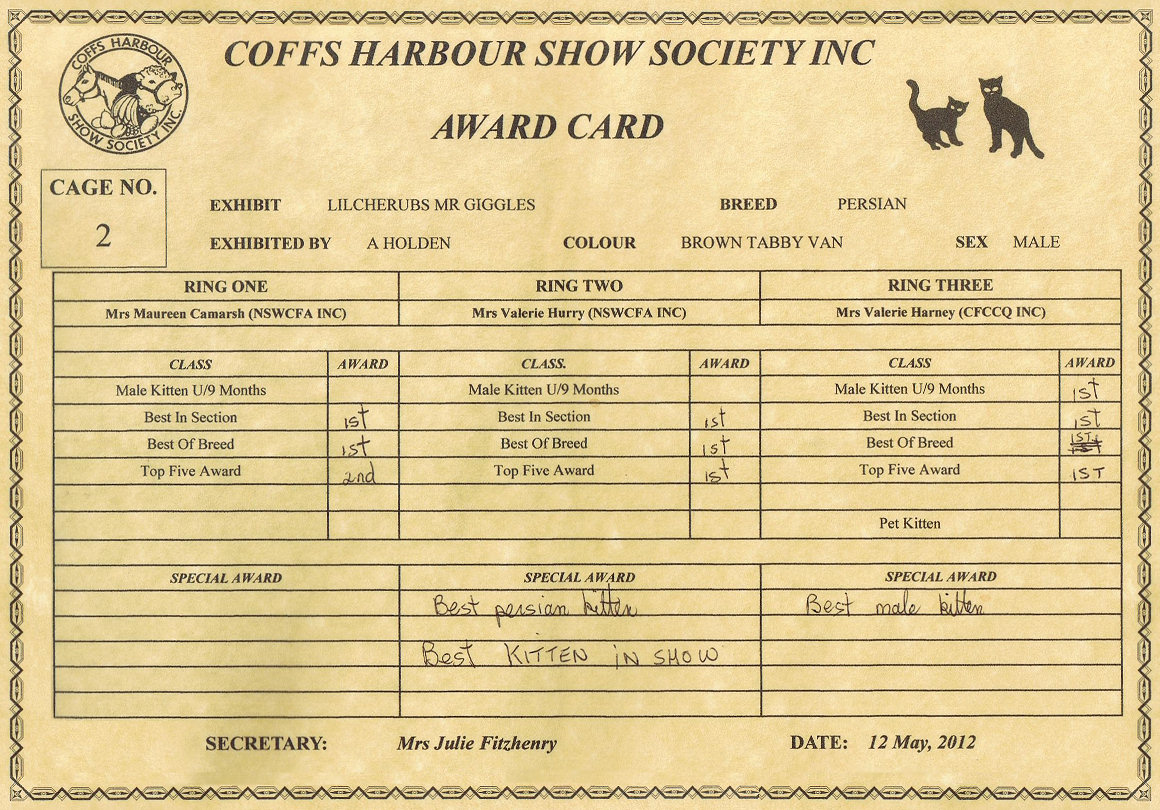 COFFS HARBOUR SHOW SOCIETY INC
COFFS HARBOUR
SHOW SOCIETY INC.
AWARD CARD
CAGE NO.
2
EXHIBIT LILCHERUBS MR GIGGLES BREED PERSIAN
EXHIBITED BY A HOLDEN COLOUR BROWN TABBY VAN SEX MALE
RING ONE RING TWO RING THREE
Mrs Maureen Camarsh (NSWCFA INC) Mrs Valerie Hurry (NSWCFA INC) Mrs Valerie Harney (CFCCQ INC)
CLASS AWARD CLASS. AWARD CLASS AWARD
Male Kitten U/9 Months Male Kitten U/9 Months Male Kitten U/9 Months 1st
Best In Section 1st Best In Section 1st Best In Section 1st
Best Of Breed 1st Best Of Breed 1st Best Of Breed 1ST
Top Five Award 2nd Top Five Award 1st Top Five Award 1ST
Pet Kitten
SPECIAL AWARD SPECIAL AWARD SPECIAL AWARD
Best persian kitten Best male kitten
Best KITTEN iN SHOW
SECRETARY: Mrs Julie Fitzhenry DATE: 12 May, 2012